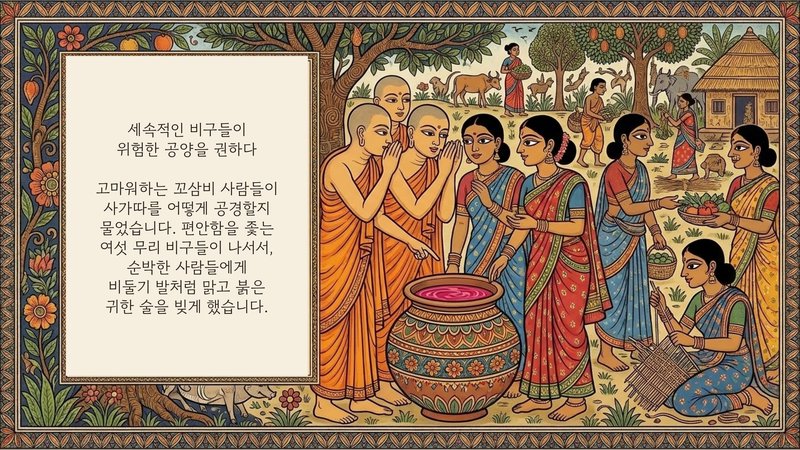 세속적인 비구들이
위험한 공양을 권하다
고마워하는 꼬삼비 사람들이
사가따를 어떻게 공경할지
물었습니다. 편안함을 좇는
여섯 무리 비구들이 나서서,
순박한 사람들에게
비둘기 발처럼 맑고 붉은
귀한 술을 빚게 했습니다.